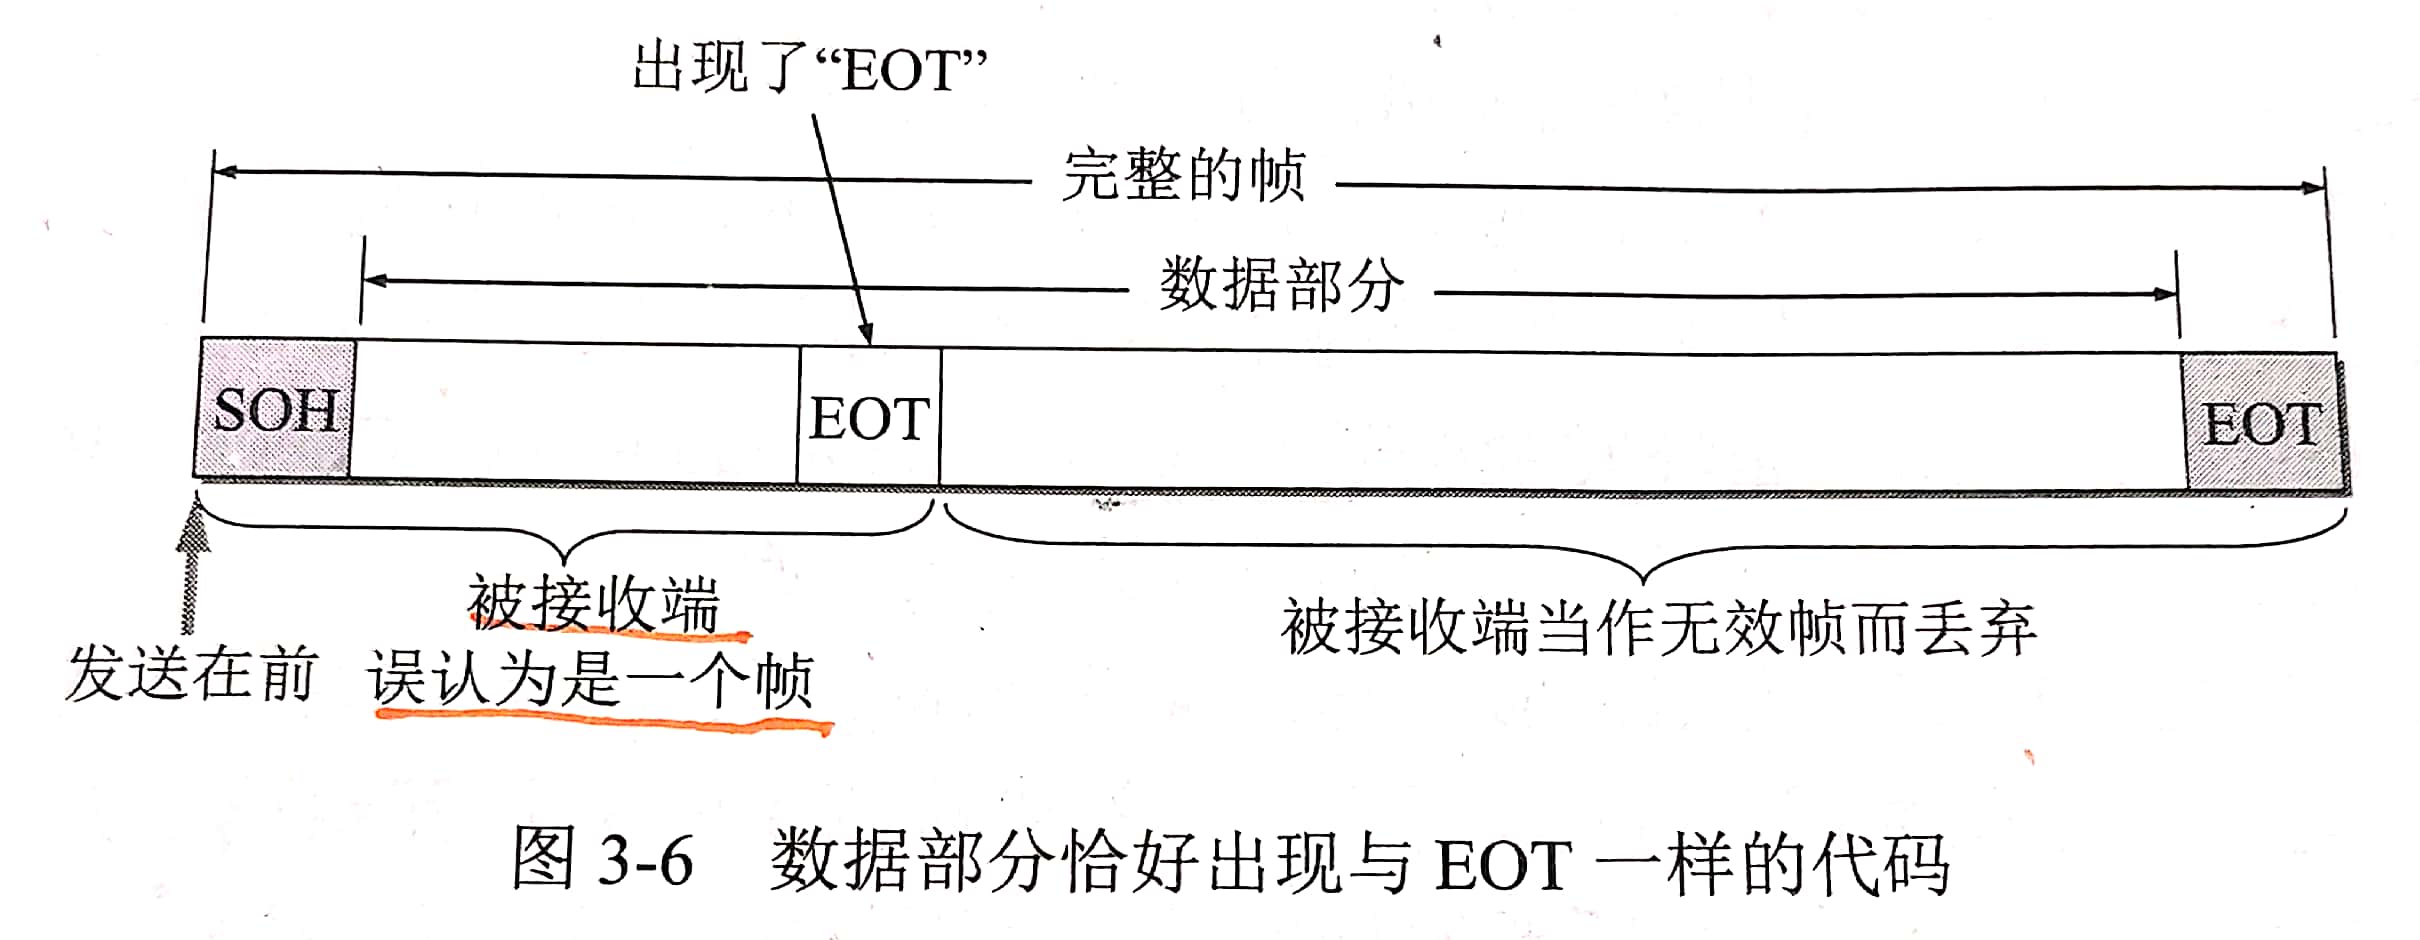 出现了“EOT”
完整的帧
数据部分
SOH
EOT
EOT
被接收端
误认为是一个帧
发送在前
被接收端当作无效帧而丢弃
图 3-6 数据部分恰好出现与 EOT 一样的代码